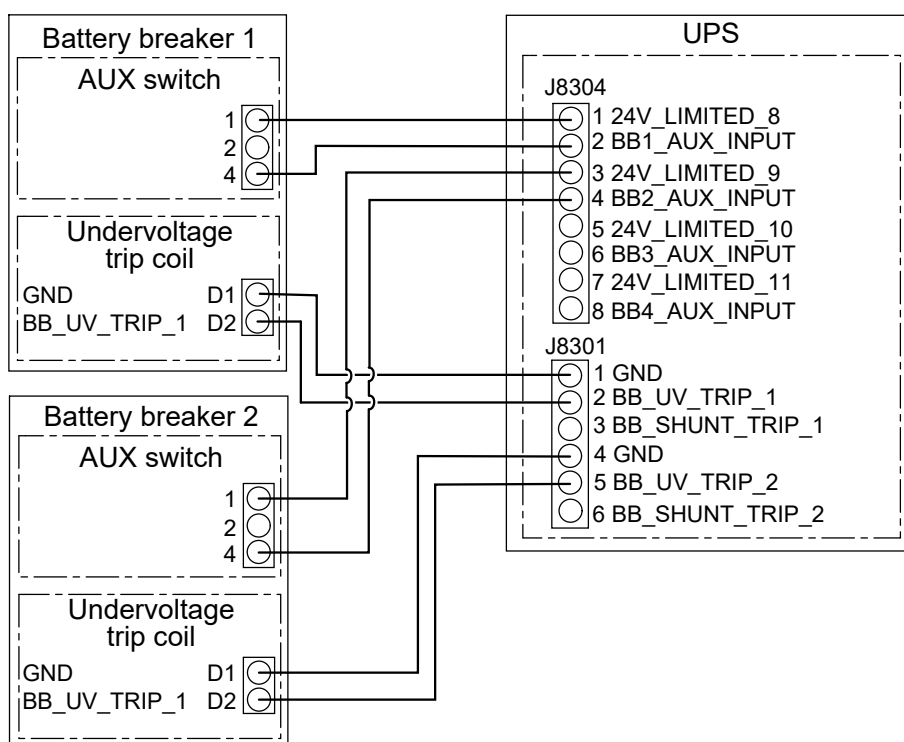 Battery breaker 1
AUX switch
1
2
4
Undervoltage
trip coil
GND D1
BB_UV_TRIP_1 D2
Battery breaker 2
AUX switch
1
2
4
Undervoltage
trip coil
GND D1
BB_UV_TRIP_1 D2
UPS
J8304
1 24V_LIMITED_8
2 BB1_AUX_INPUT
3 24V_LIMITED_9
4 BB2_AUX_INPUT
5 24V_LIMITED_10
6 BB3_AUX_INPUT
7 24V_LIMITED_11
8 BB4_AUX_INPUT
J8301
1 GND
2 BB_UV_TRIP_1
3 BB_SHUNT_TRIP_1
4 GND
5 BB_UV_TRIP_2
6 BB_SHUNT_TRIP_2